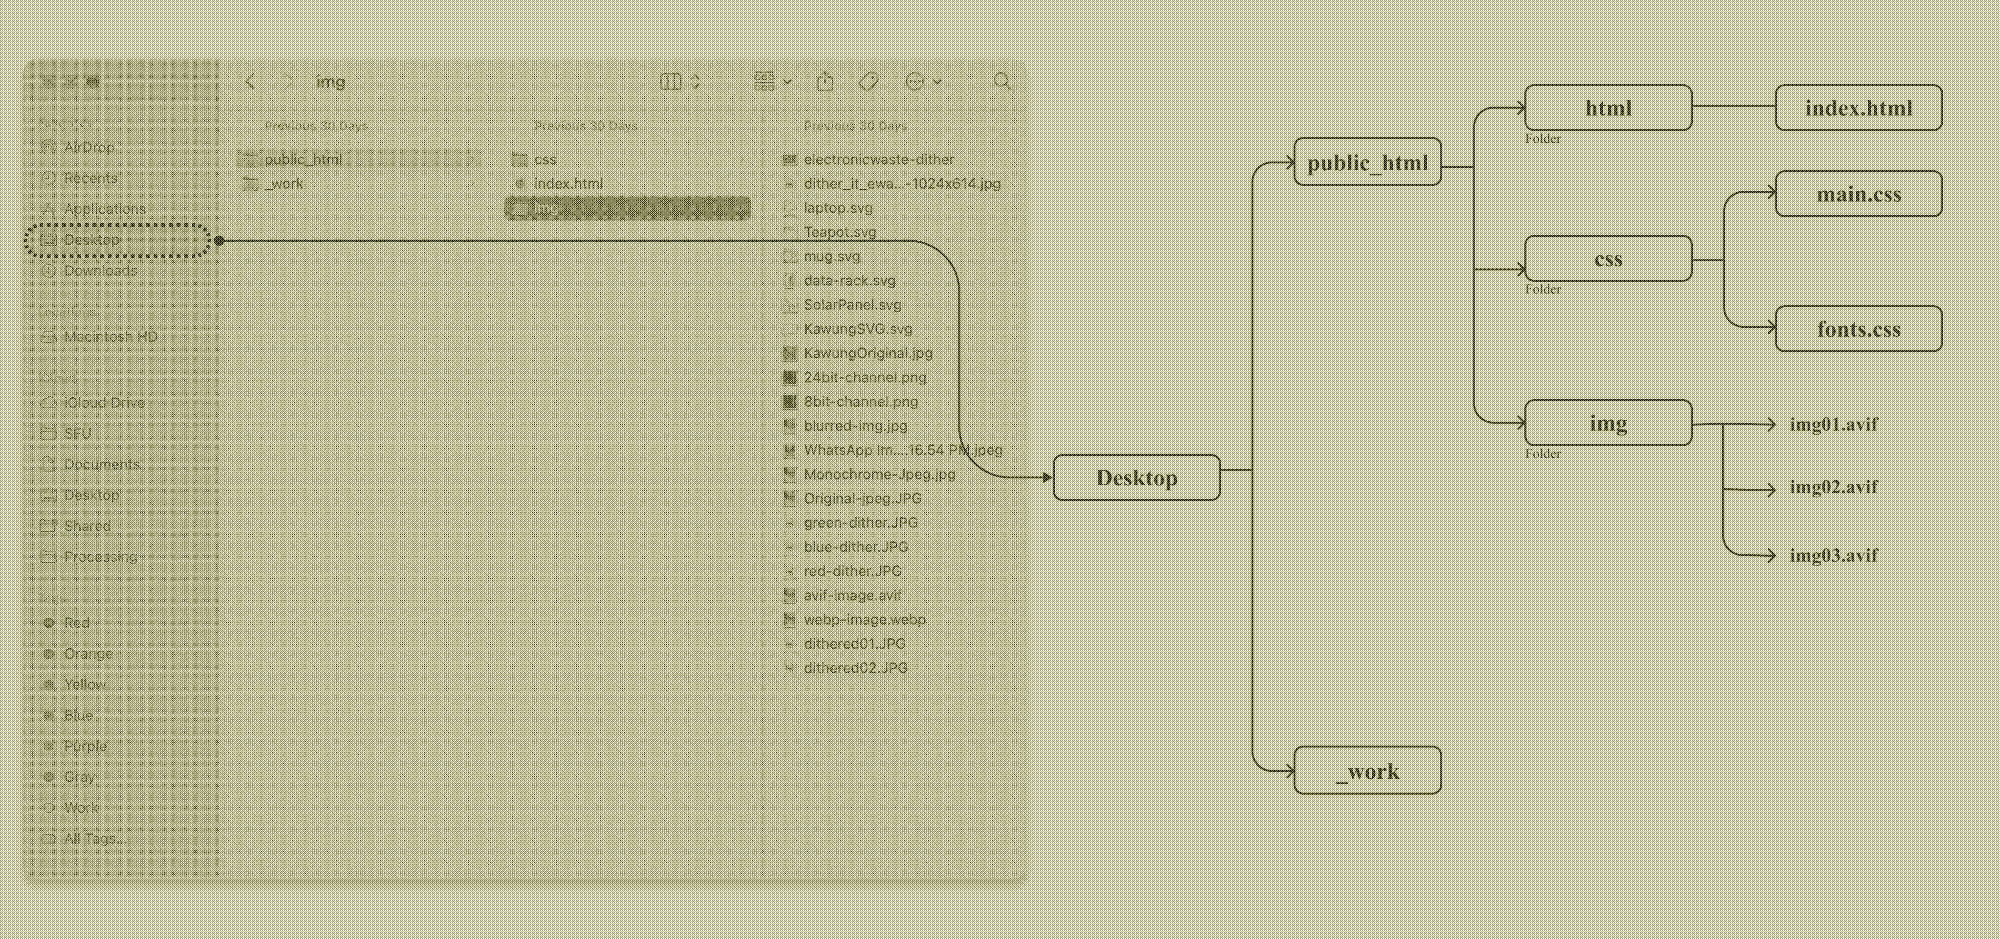 img
Previous 30 Days
Previous 30 Days
Previous 30 Days
AirDrop
Recents
Applications
Desktop
Downloads
Macintosh HD
iCloud Drive
SFU
Documents
Desktop
Shared
Processing
Red
Orange
Yellow
Blue
Purple
Gray
Work
All Tags...
public_html
_work
css
index.html
electronicwaste-dither
dither_it_ewa...-1024x614.jpg
laptop.svg
Teapot.svg
mug.svg
data-rack.svg
SolarPanel.svg
KawungSVG.svg
KawungOriginal.jpg
24bit-channel.png
8bit-channel.png
blurred-img.jpg
WhatsApp Im....16.54 PM.jpeg
Monochrome-Jpeg.jpg
Original-jpeg.JPG
green-dither.JPG
blue-dither.JPG
red-dither.JPG
avif-image.avif
webp-image.webp
dithered01.JPG
dithered02.JPG
Desktop
public_html
_work
html
Folder
index.html
css
Folder
main.css
fonts.css
img
Folder
img01.avif
img02.avif
img03.avif